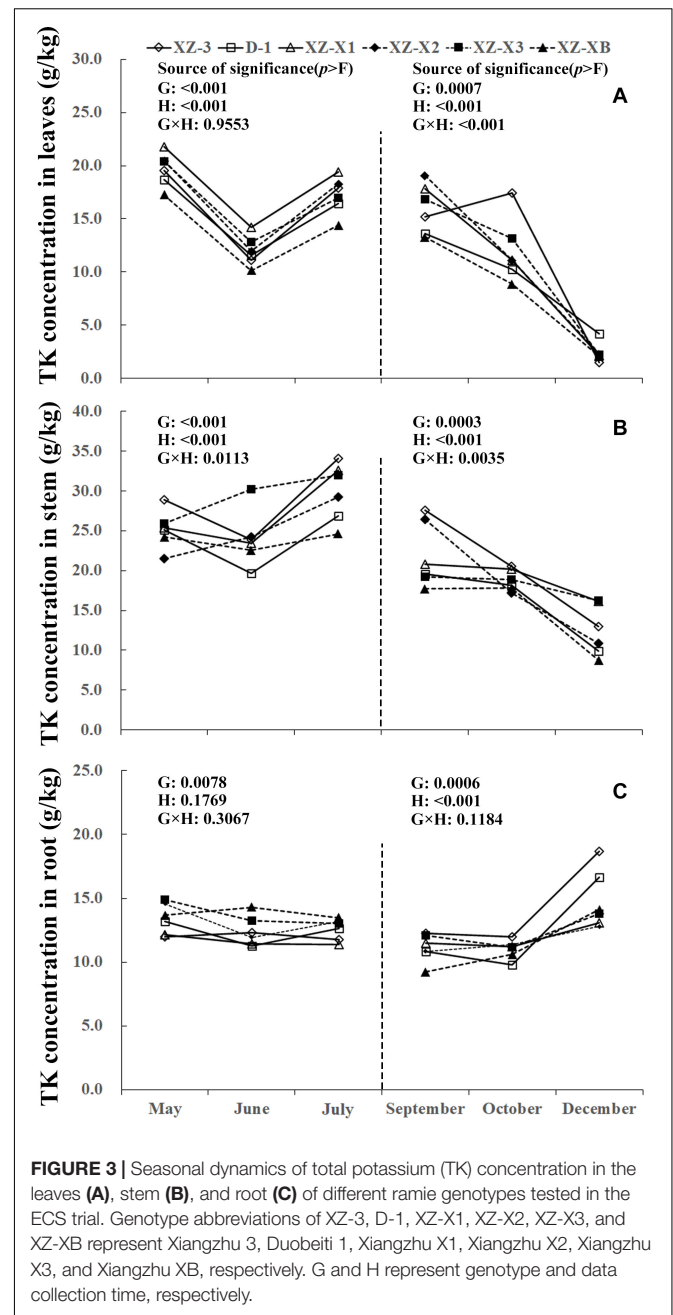 XZ-3 D-1 XZ-X1 XZ-X2 XZ-X3 XZ-XB
TK concentration in leaves (g/kg)
30.0
25.0
20.0
15.0
10.0
5.0
0.0
Source of significance(p>F)
G: <0.001
H: <0.001
G×H: 0.9553
Source of significance(p>F)
G: 0.0007
H: <0.001
G×H: <0.001
A
TK concentration in stem (g/kg)
40.0
35.0
30.0
25.0
20.0
15.0
10.0
5.0
0.0
G: <0.001
H: <0.001
G×H: 0.0113
G: 0.0003
H: <0.001
G×H: 0.0035
B
TK concentration in root (g/kg)
25.0
20.0
15.0
10.0
5.0
0.0
G: 0.0078
H: 0.1769
G×H: 0.3067
G: 0.0006
H: <0.001
G×H: 0.1184
C
May June July September October December
FIGURE 3 | Seasonal dynamics of total potassium (TK) concentration in the
leaves (A), stem (B), and root (C) of different ramie genotypes tested in the
ECS trial. Genotype abbreviations of XZ-3, D-1, XZ-X1, XZ-X2, XZ-X3, and
XZ-XB represent Xiangzhu 3, Duobeiti 1, Xiangzhu X1, Xiangzhu X2, Xiangzhu
X3, and Xiangzhu XB, respectively. G and H represent genotype and data
collection time, respectively.